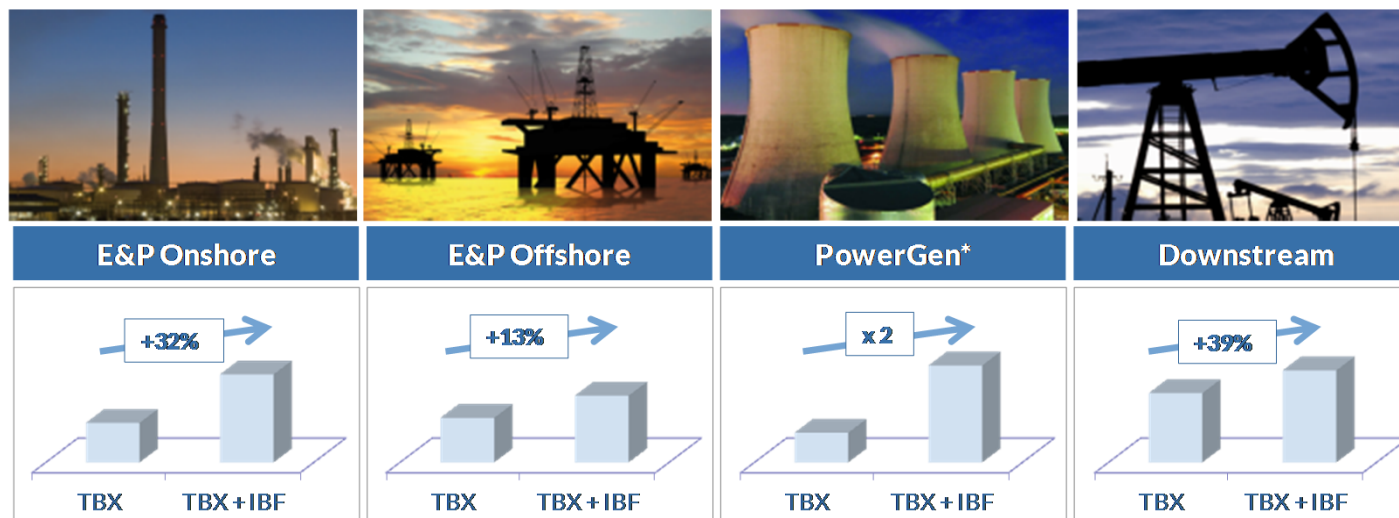 E&P Onshore
E&P Offshore
PowerGen*
Downstream
+32%
+13%
x 2
+39%
TBX
TBX + IBF
TBX
TBX + IBF
TBX
TBX + IBF
TBX
TBX + IBF